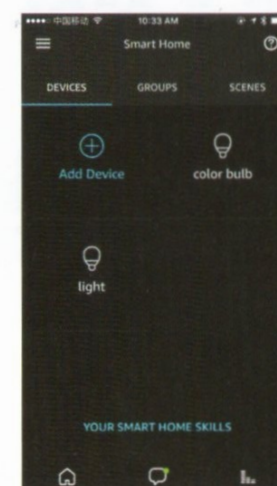 中国移动 10:33 AM
Smart Home
DEVICES GROUPS SCENES
Add Device color bulb
light
YOUR SMART HOME SKILLS